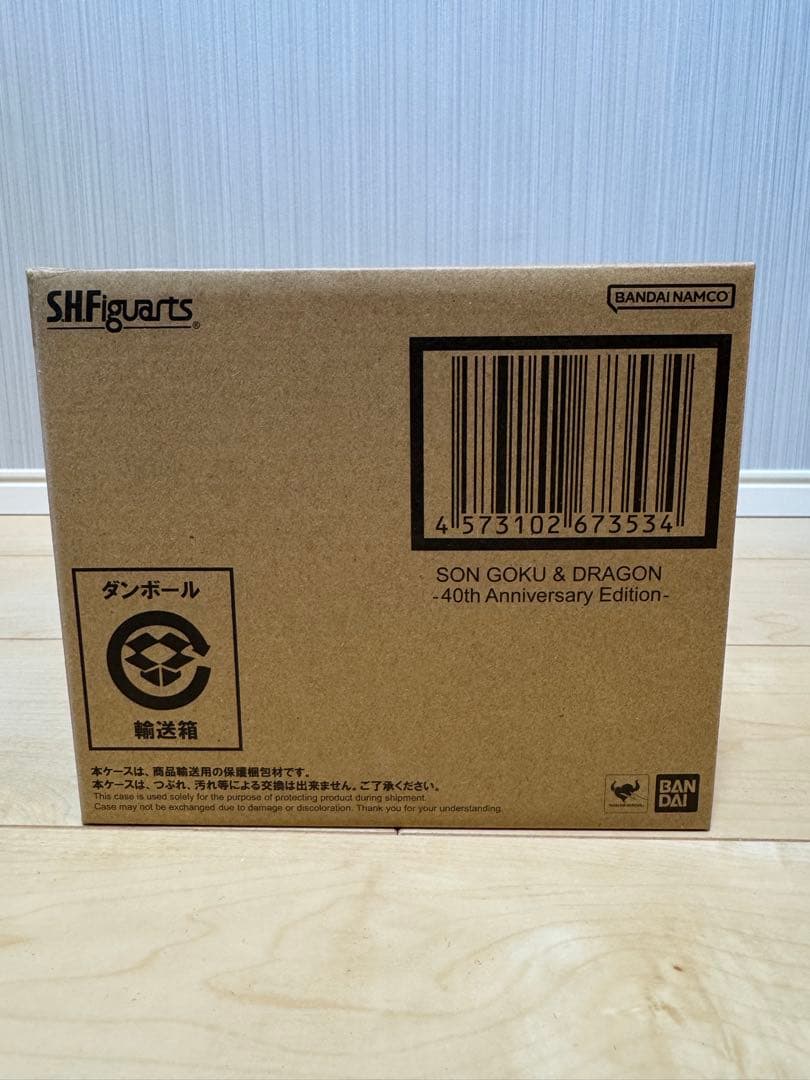 S.H.Figuarts®
BANDAI NAMCO
4 573102 673534
SON GOKU & DRAGON
-40th Anniversary Edition-
ダンボール
輸送箱
本ケースは、商品輸送用の保護梱包材です。
本ケースは、つぶれ、汚れ等による交換は出来ません。ご了承ください。
This case is used solely for the purpose of protecting product during shipment.
Case may not be exchanged due to damage or discoloration. Thank you for your understanding.
BAN
DAI